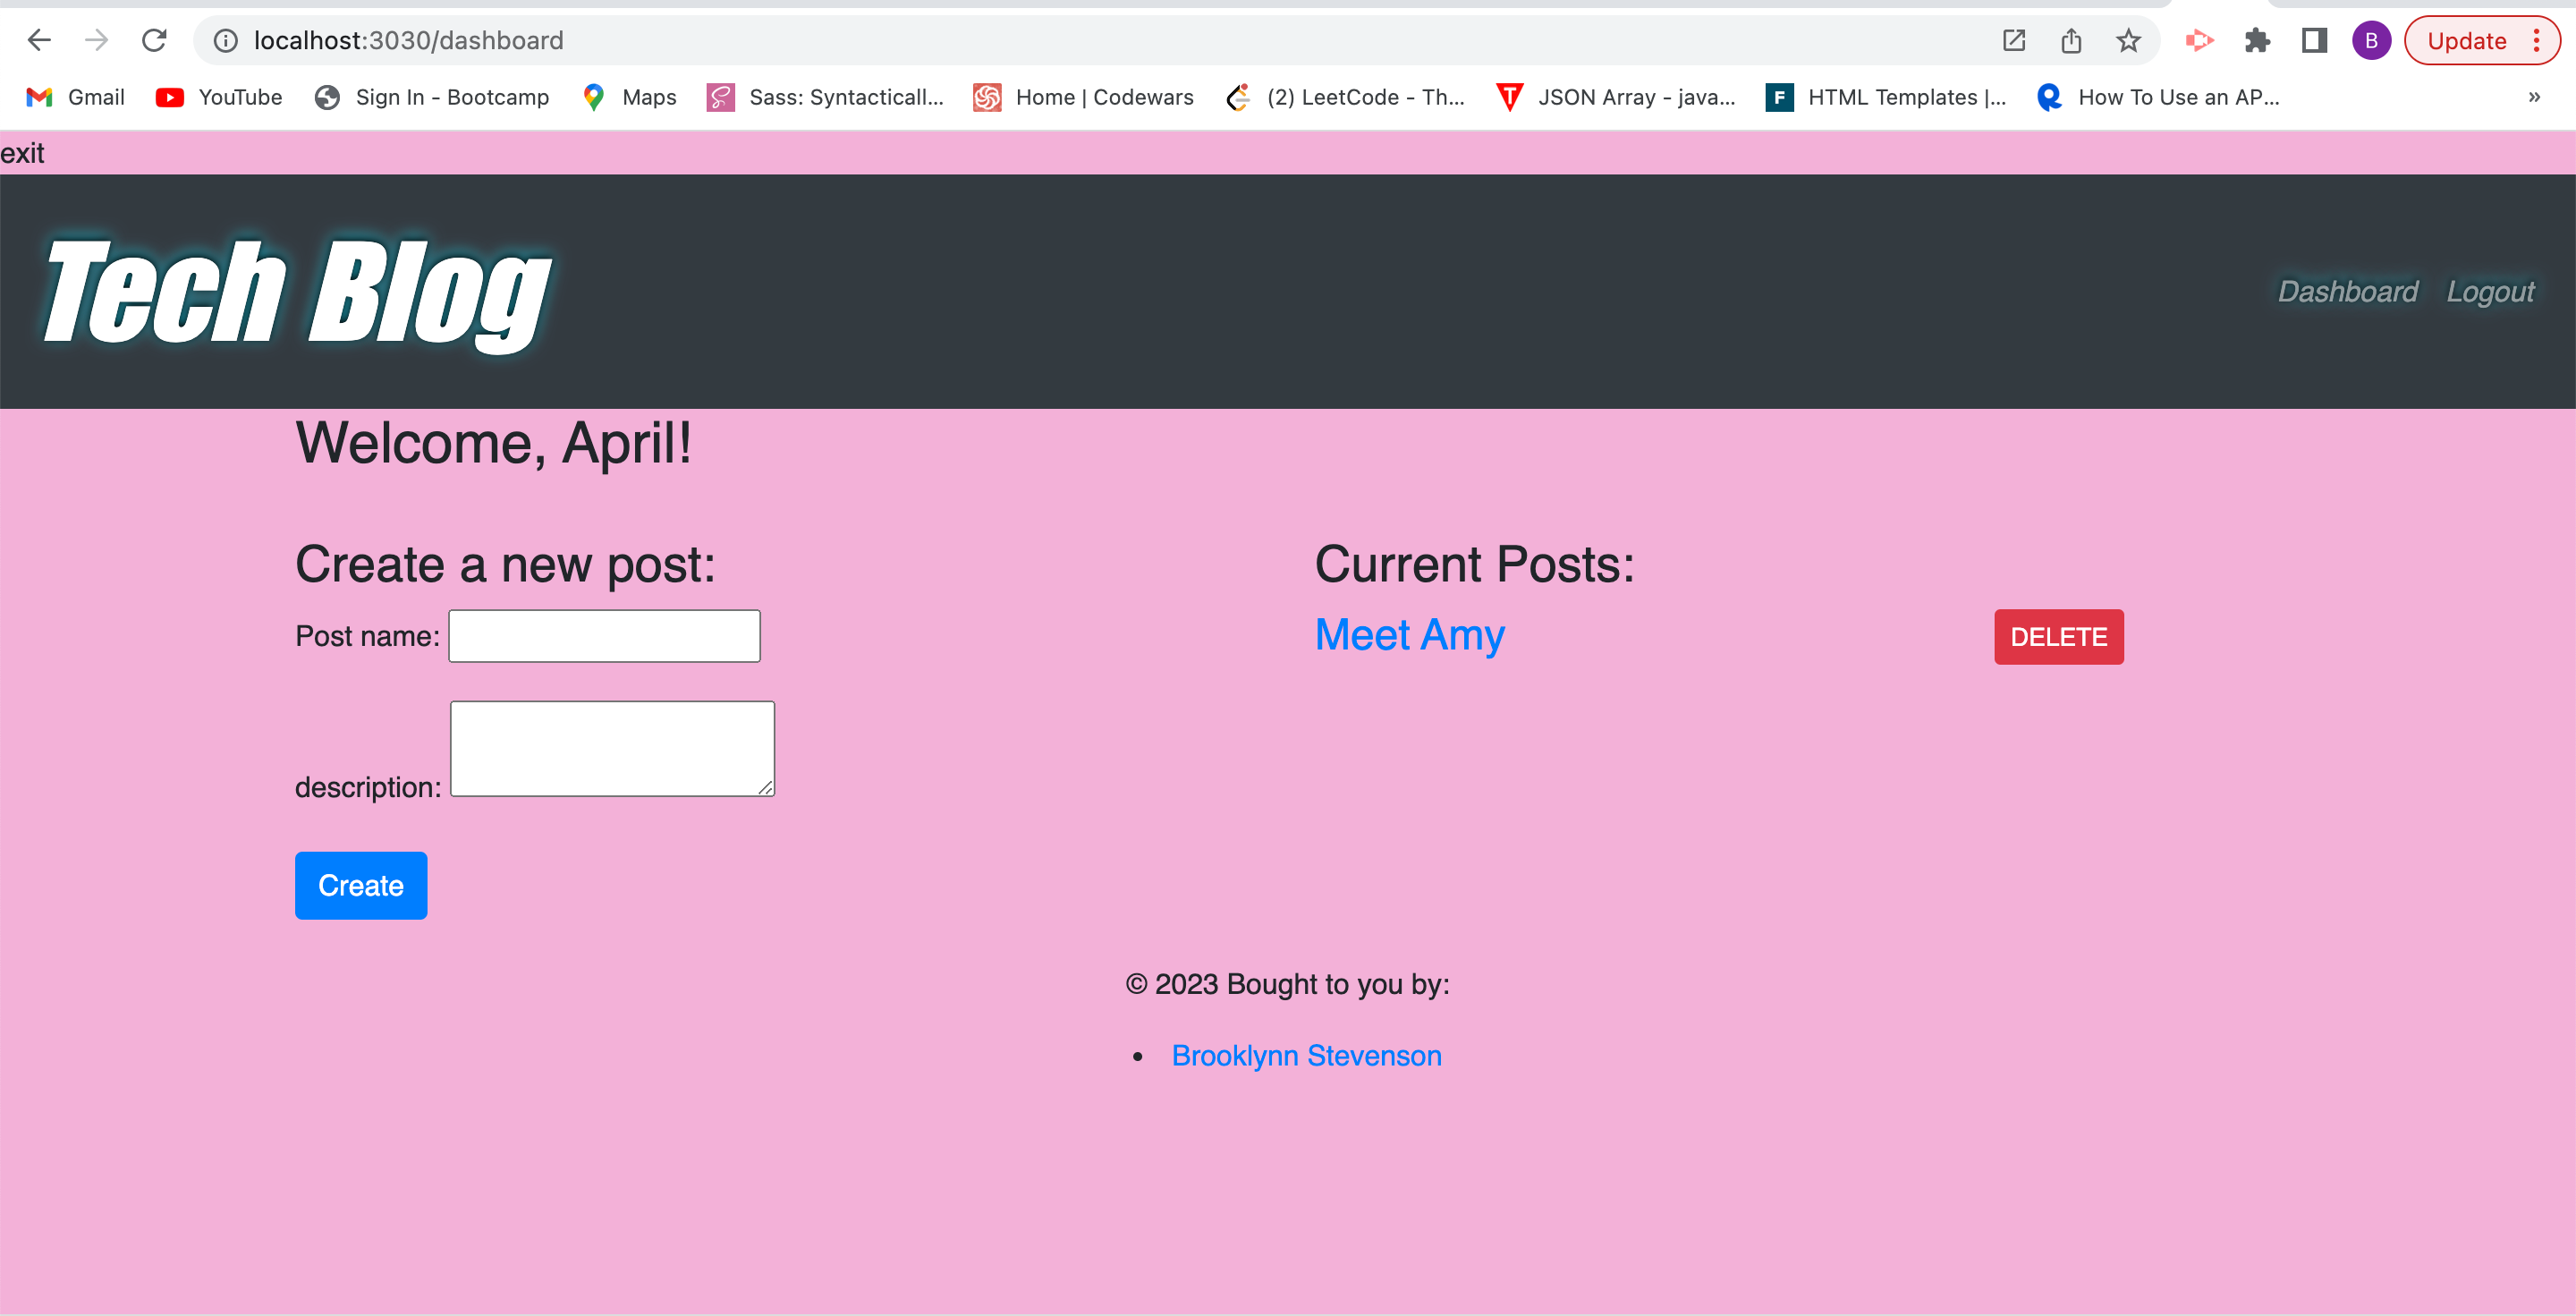 localhost:3030/dashboard
B
Update
Gmail
YouTube
Sign In - Bootcamp
Maps
Sass: Syntacticall...
Home | Codewars
(2) LeetCode - Th...
JSON Array - java...
F
HTML Templates |...
How To Use an AP...
»
exit
Tech Blog
Dashboard Logout
Welcome, April!
Create a new post:
Current Posts:
Post name:
Meet Amy
DELETE
description:
Create
© 2023 Bought to you by:
• Brooklynn Stevenson